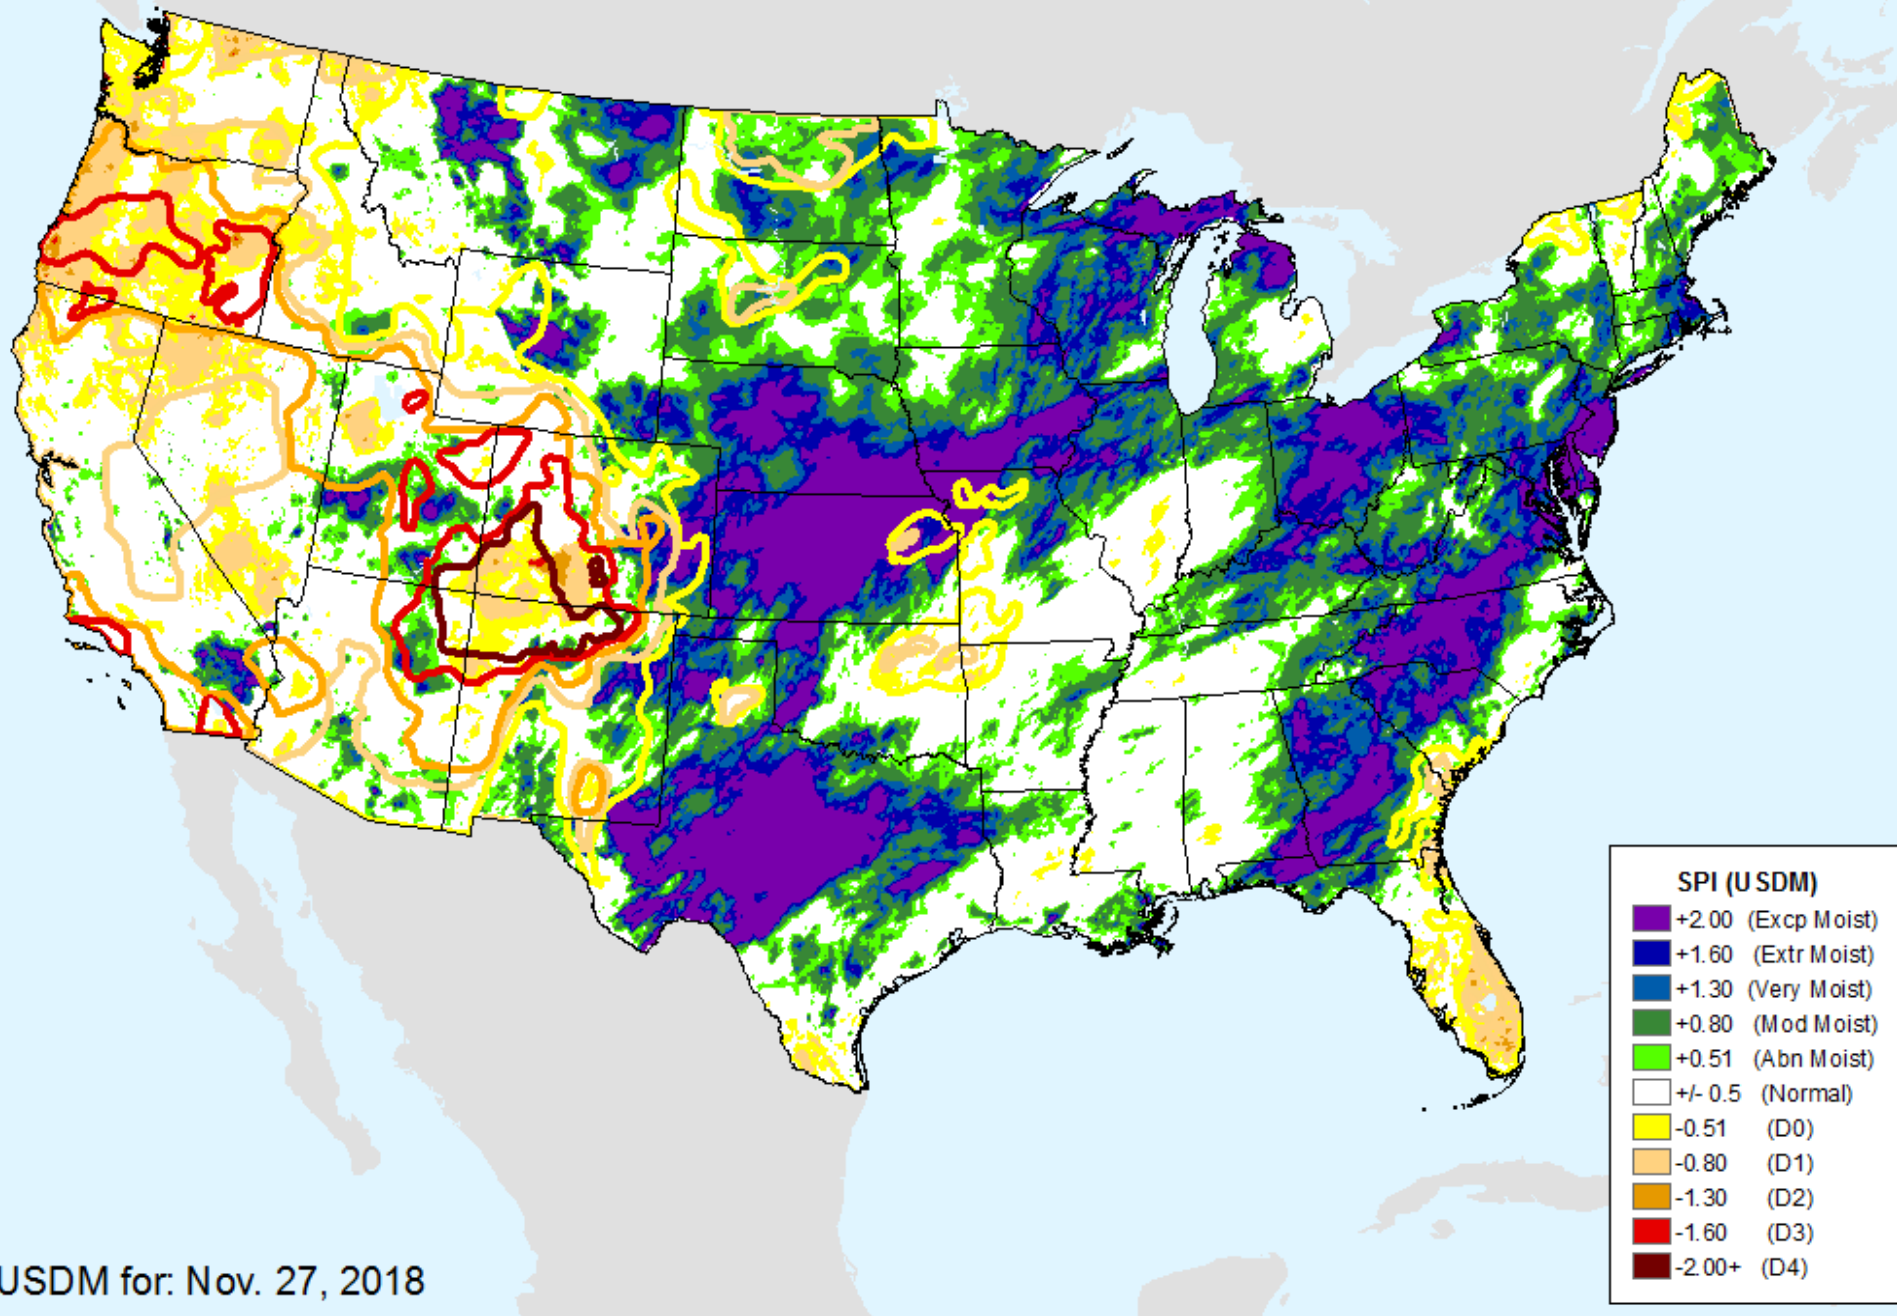 SPI (USDM)
+2.00 (Excp Moist)
+1.60 (Extr Moist)
+1.30 (Very Moist)
+0.80 (Mod Moist)
+0.51 (Abn Moist)
+/- 0.5 (Normal)
-0.51 (D0)
-0.80 (D1)
-1.30 (D2)
-1.60 (D3)
-2.00+ (D4)
USDM for: Nov. 27, 2018